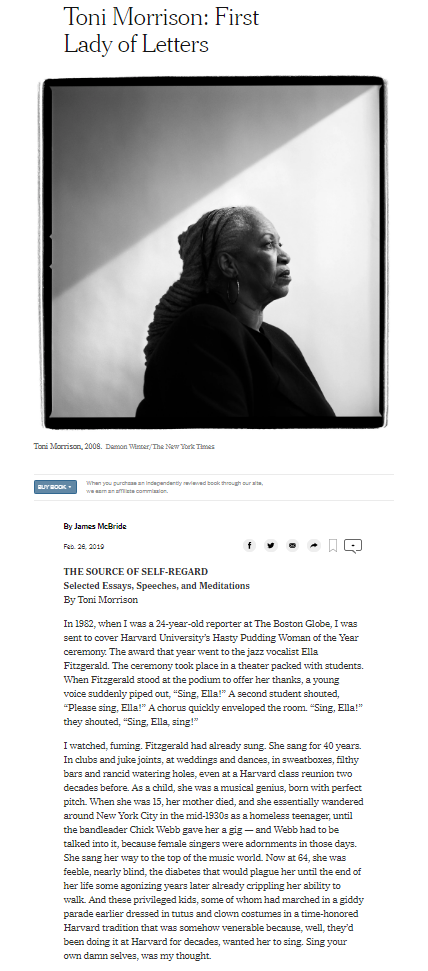 Toni Morrison: First
Lady of Letters
Toni Morrison, 2008. Damon Winter/The New York Times
BUY BOOK
When you purchase an independently reviewed book through our site,
we earn an affiliate commission.
By James McBride
Feb. 26, 2019
THE SOURCE OF SELF-REGARD
Selected Essays, Speeches, and Meditations
By Toni Morrison
In 1982, when I was a 24-year-old reporter at The Boston Globe, I was
sent to cover Harvard University’s Hasty Pudding Woman of the Year
ceremony. The award that year went to the jazz vocalist Ella
Fitzgerald. The ceremony took place in a theater packed with students.
When Fitzgerald stood at the podium to offer her thanks, a young
voice suddenly piped out, “Sing, Ella!” A second student shouted,
“Please sing, Ella!” A chorus quickly enveloped the room. “Sing, Ella!”
they shouted, “Sing, Ella, sing!”
I watched, fuming. Fitzgerald had already sung. She sang for 40 years.
In clubs and juke joints, at weddings and dances, in sweatboxes, filthy
bars and rancid watering holes, even at a Harvard class reunion two
decades before. As a child, she was a musical genius, born with perfect
pitch. When she was 15, her mother died, and she essentially wandered
around New York City in the mid-1930s as a homeless teenager, until
the bandleader Chick Webb gave her a gig — and Webb had to be
talked into it, because female singers were adornments in those days.
She sang her way to the top of the music world. Now at 64, she was
feeble, nearly blind, the diabetes that would plague her until the end of
her life some agonizing years later already crippling her ability to
walk. And these privileged kids, some of whom had marched in a giddy
parade earlier dressed in tutus and clown costumes in a time-honored
Harvard tradition that was somehow venerable because, well, they’d
been doing it at Harvard for decades, wanted her to sing. Sing your
own damn selves, was my thought.